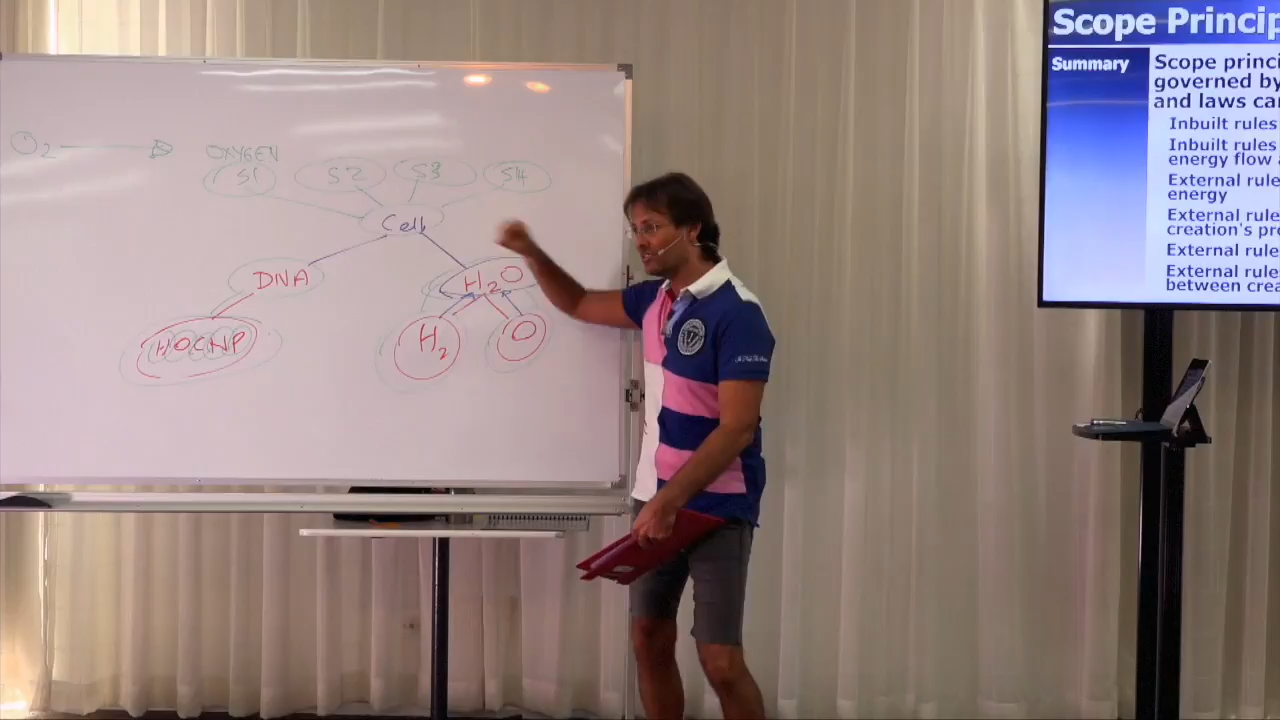 O2
OXYGEN
S1
S2
S3
S4
Cell
DNA
H2O
HOCNP
H2
O
Scope Princip
Summary
Scope princi
governed by
and laws ca
Inbuilt rules
Inbuilt rules
energy flow
External rule
energy
External rule
creation's pr
External rule
External rule
between crea